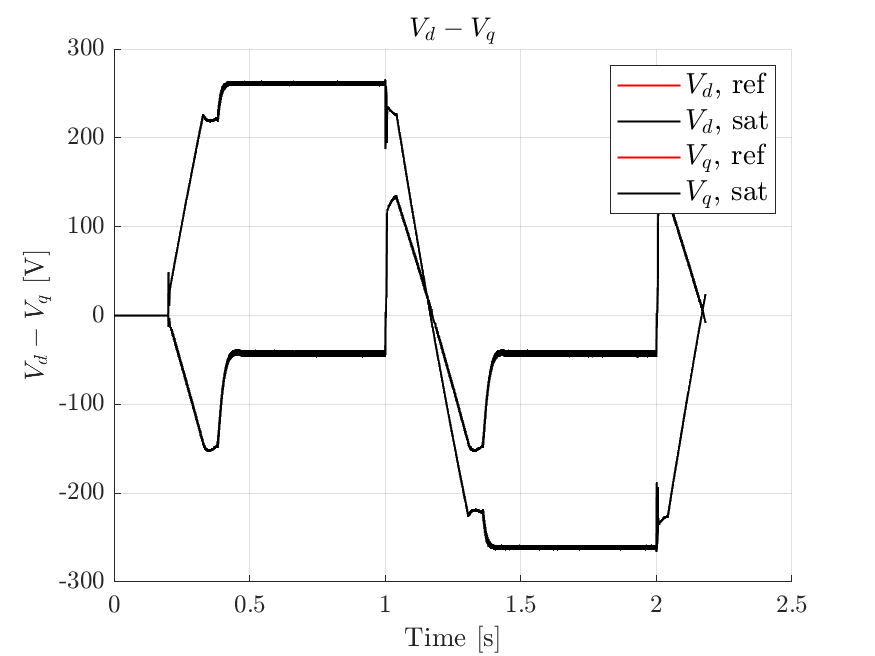 V_d − V_q
300
200
100
0
-100
-200
-300
V_d − V_q [V]
V_d, ref
V_d, sat
V_q, ref
V_q, sat
0 0.5 1 1.5 2 2.5
Time [s]